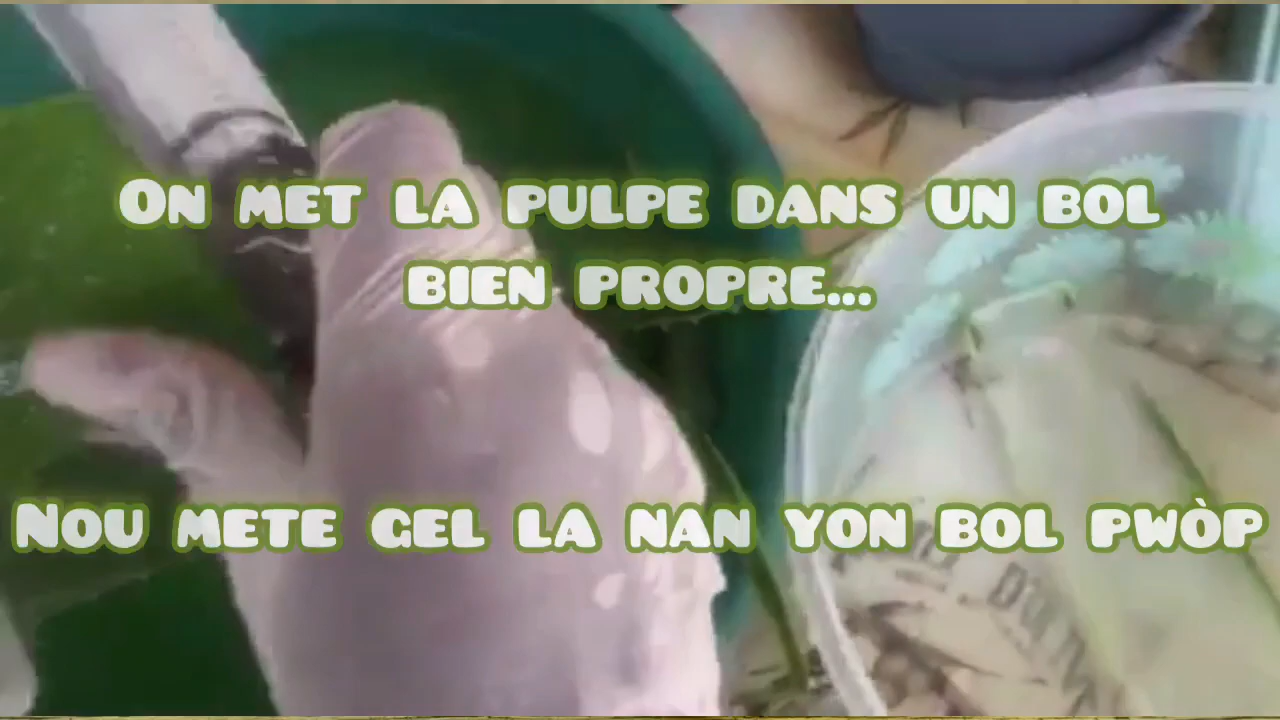 On met la pulpe dans un bol
bien propre...
Nou mete gel la nan yon bol pwòp